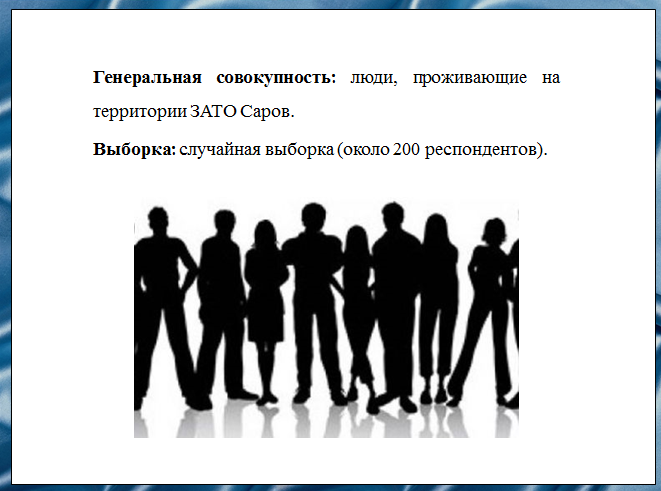 Генеральная совокупность: люди, проживающие на
территории ЗАТО Саров.
Выборка: случайная выборка (около 200 респондентов).